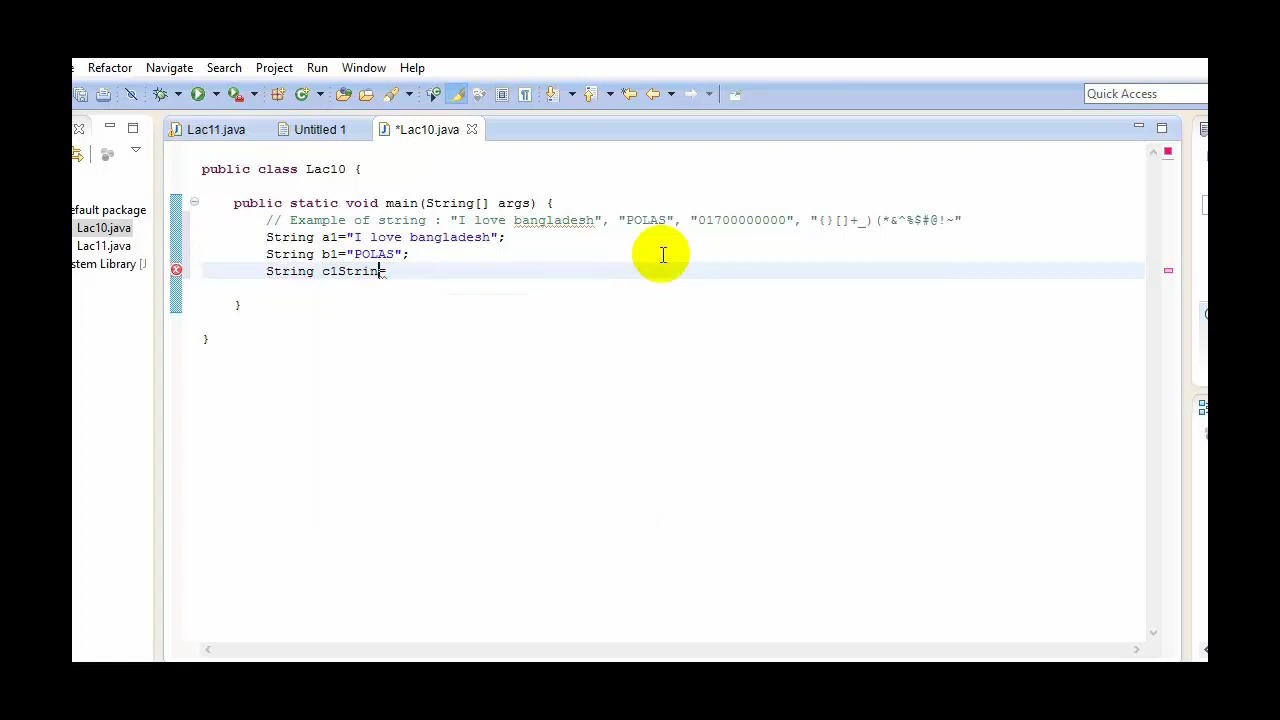 Refactor Navigate Search Project Run Window Help
Quick Access
Lac11.java Untitled 1 *Lac10.java
public class Lac10 {
efault package
public static void main(String[] args) {
// Example of string : "I love bangladesh", "POLAS", "01700000000", "{}[]+_)(*&^%$#@!~"
Lac10.java
String a1="I love bangladesh";
Lac11.java
String b1="POLAS";
stem Library [J
String c1Strin=
}
}